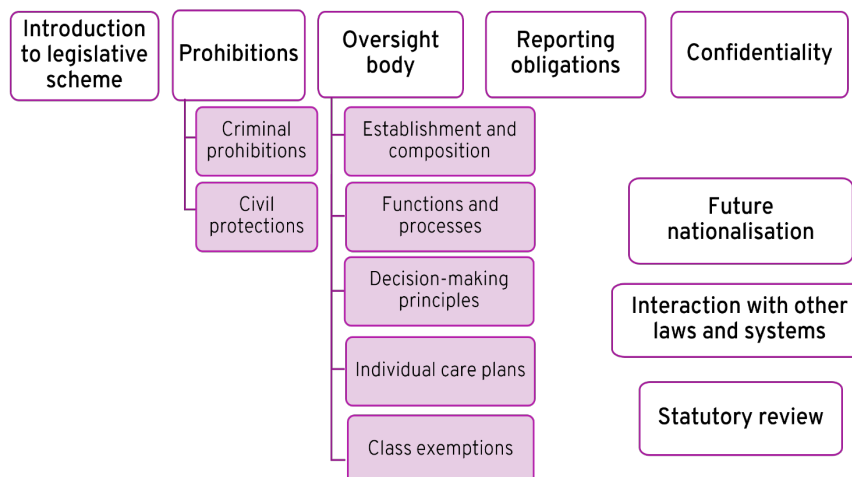 Introduction
to legislative
scheme
Prohibitions
Criminal
prohibitions
Civil
protections
Oversight
body
Establishment and
composition
Functions and
processes
Decision-making
principles
Individual care plans
Class exemptions
Reporting
obligations
Confidentiality
Future
nationalisation
Interaction with other
laws and systems
Statutory review